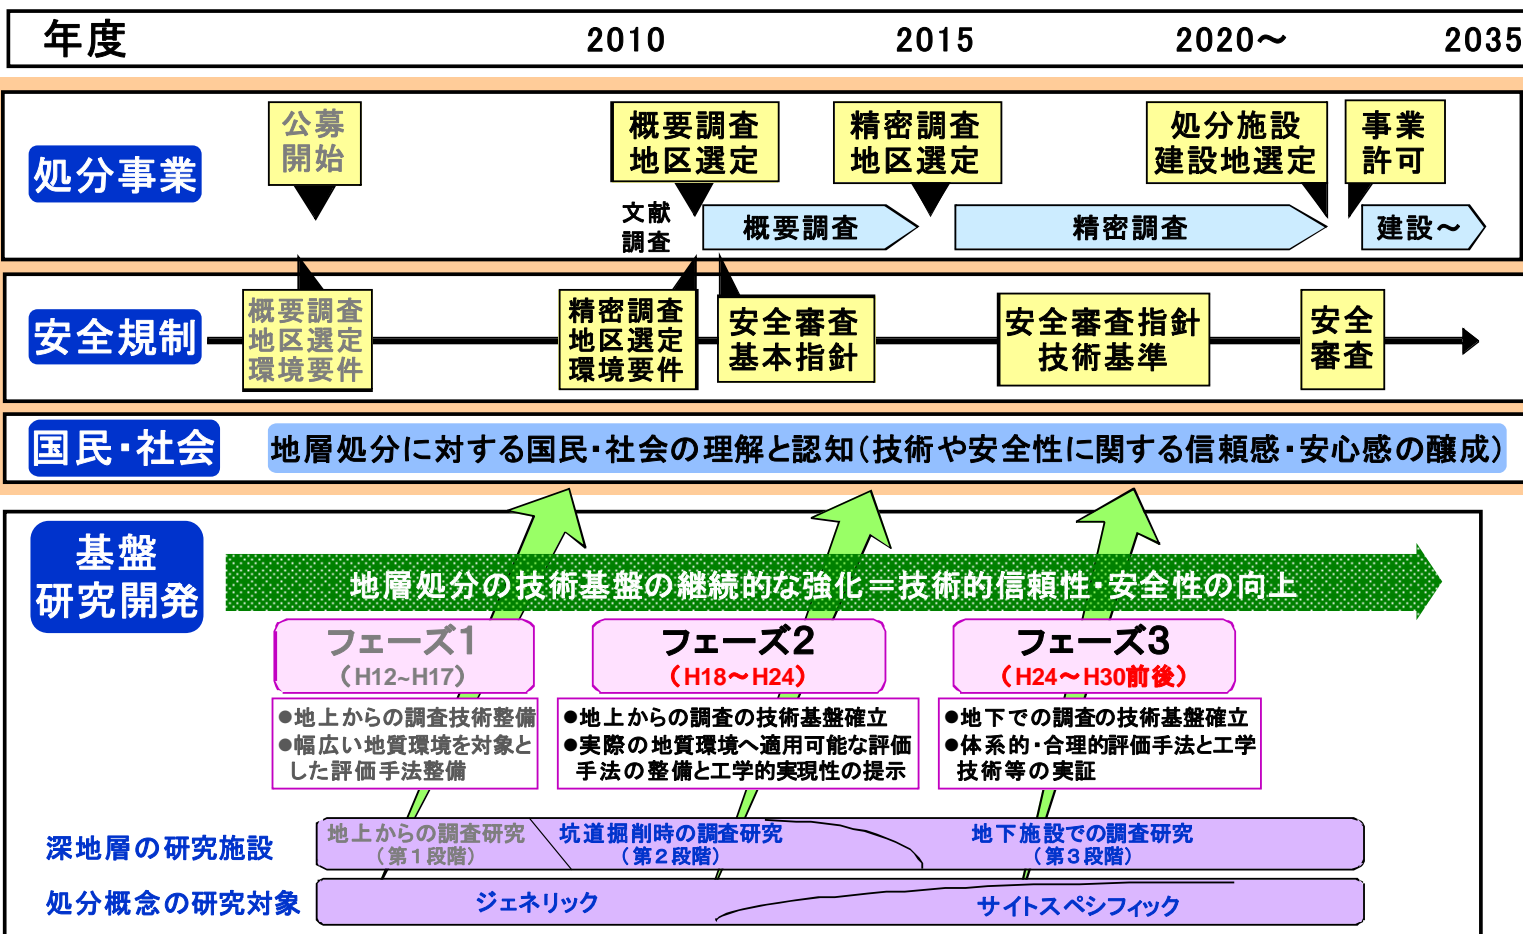 年度
2010
2015
2020～
2035
処分事業
公募
開始
概要調査
地区選定
精密調査
地区選定
処分施設
建設地選定
事業
許可
文献
調査
概要調査
精密調査
建設～
安全規制
概要調査
地区選定
環境要件
精密調査
地区選定
環境要件
安全審査
基本指針
安全審査指針
技術基準
安全
審査
国民・社会
地層処分に対する国民・社会の理解と認知（技術や安全性に関する信頼感・安心感の醸成）
基盤
研究開発
地層処分の技術基盤の継続的な強化＝技術的信頼性・安全性の向上
フェーズ1
（H12~H17）
フェーズ2
（H18～H24）
フェーズ3
（H24～H30前後）
●地上からの調査技術整備
●幅広い地質環境を対象と
した評価手法整備
●地上からの調査の技術基盤確立
●実際の地質環境へ適用可能な評価
手法の整備と工学的実現性の提示
●地下での調査の技術基盤確立
●体系的・合理的評価手法と工学
技術等の実証
深地層の研究施設
地上からの調査研究
（第1段階）
坑道掘削時の調査研究
（第2段階）
地下施設での調査研究
（第3段階）
処分概念の研究対象
ジェネリック
サイトスペシフィック